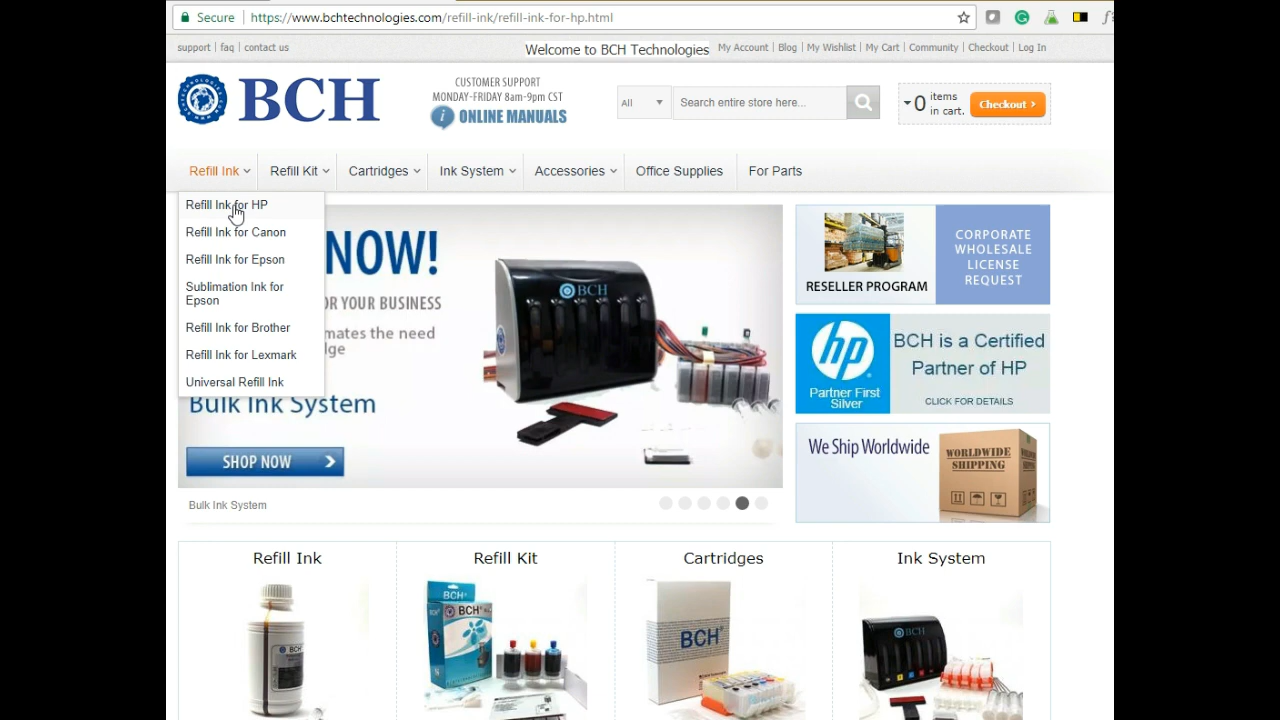 Secure | https://www.bchtechnologies.com/refill-ink/refill-ink-for-hp.html
support | faq | contact us
Welcome to BCH Technologies
My Account | Blog | My Wishlist | My Cart | Community | Checkout | Log In
BCH
CUSTOMER SUPPORT
MONDAY-FRIDAY 8am-9pm CST
i ONLINE MANUALS
All
Search entire store here...
0 items
in cart.
Checkout >
Refill Ink
Refill Kit
Cartridges
Ink System
Accessories
Office Supplies
For Parts
Refill Ink for HP
Refill Ink for Canon
Refill Ink for Epson
Sublimation Ink for
Epson
Refill Ink for Brother
Refill Ink for Lexmark
Universal Refill Ink
NOW!
R YOUR BUSINESS
mates the need
Bulk Ink System
SHOP NOW
BCH
Bulk Ink System
RESELLER PROGRAM
CORPORATE
WHOLESALE
LICENSE
REQUEST
hp
Partner First
Silver
BCH is a Certified
Partner of HP
CLICK FOR DETAILS
We Ship Worldwide
WORLDWIDE
SHIPPING
Refill Ink
Refill Kit
Cartridges
Ink System
BCH
BCH
BCH
BCH
BCH